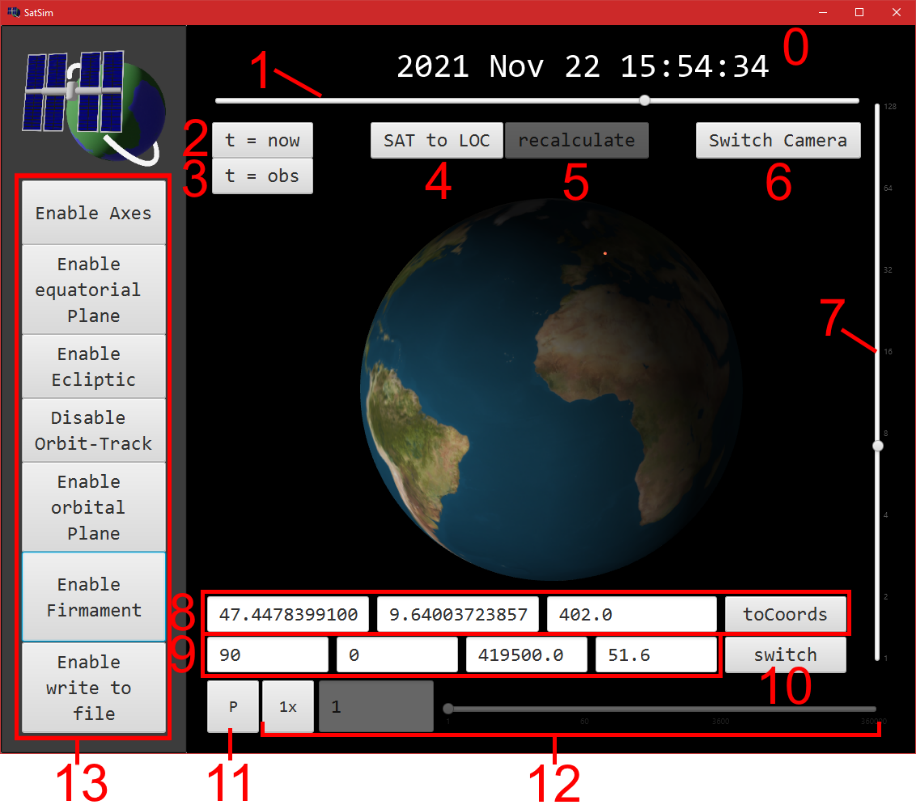 SatSim
2021 Nov 22 15:54:34
0
1
128
2
t = now
SAT to LOC
recalculate
Switch Camera
3
t = obs
4
5
6
64
Enable Axes
Enable
equatorial
Plane
32
7
16
Enable
Ecliptic
Disable
Orbit-Track
8
Enable
orbital
Plane
4
Enable
Firmament
2
8
47.4478399100
9.64003723857
402.0
toCoords
9
90
0
419500.0
51.6
switch
1
Enable
write to
file
10
P
1x
1
1
60
3600
11
12
13